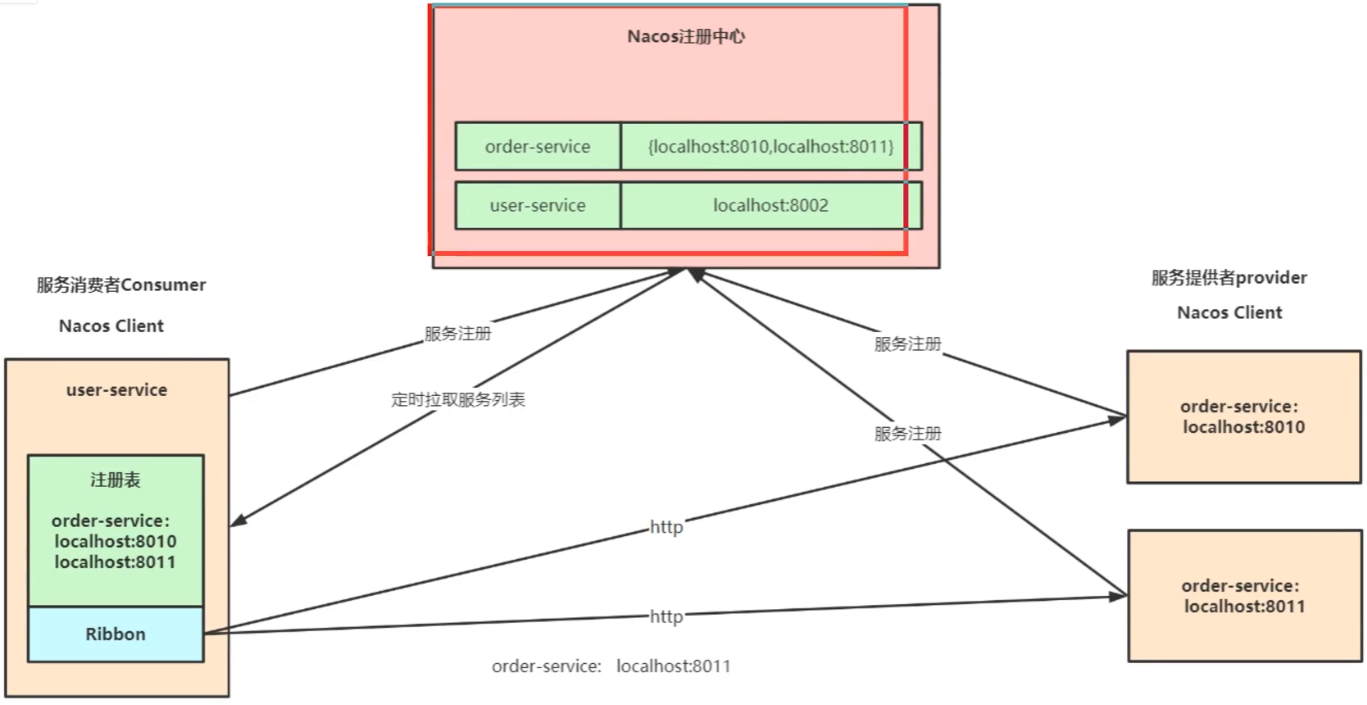 Nacos注册中心
order-service
{localhost:8010,localhost:8011}
user-service
localhost:8002
服务消费者Consumer
Nacos Client
服务提供者provider
Nacos Client
服务注册
服务注册
定时拉取服务列表
服务注册
user-service
注册表
order-service：
localhost:8010
localhost:8011
Ribbon
order-service：
localhost:8010
http
http
order-service：
localhost:8011
order-service:   localhost:8011